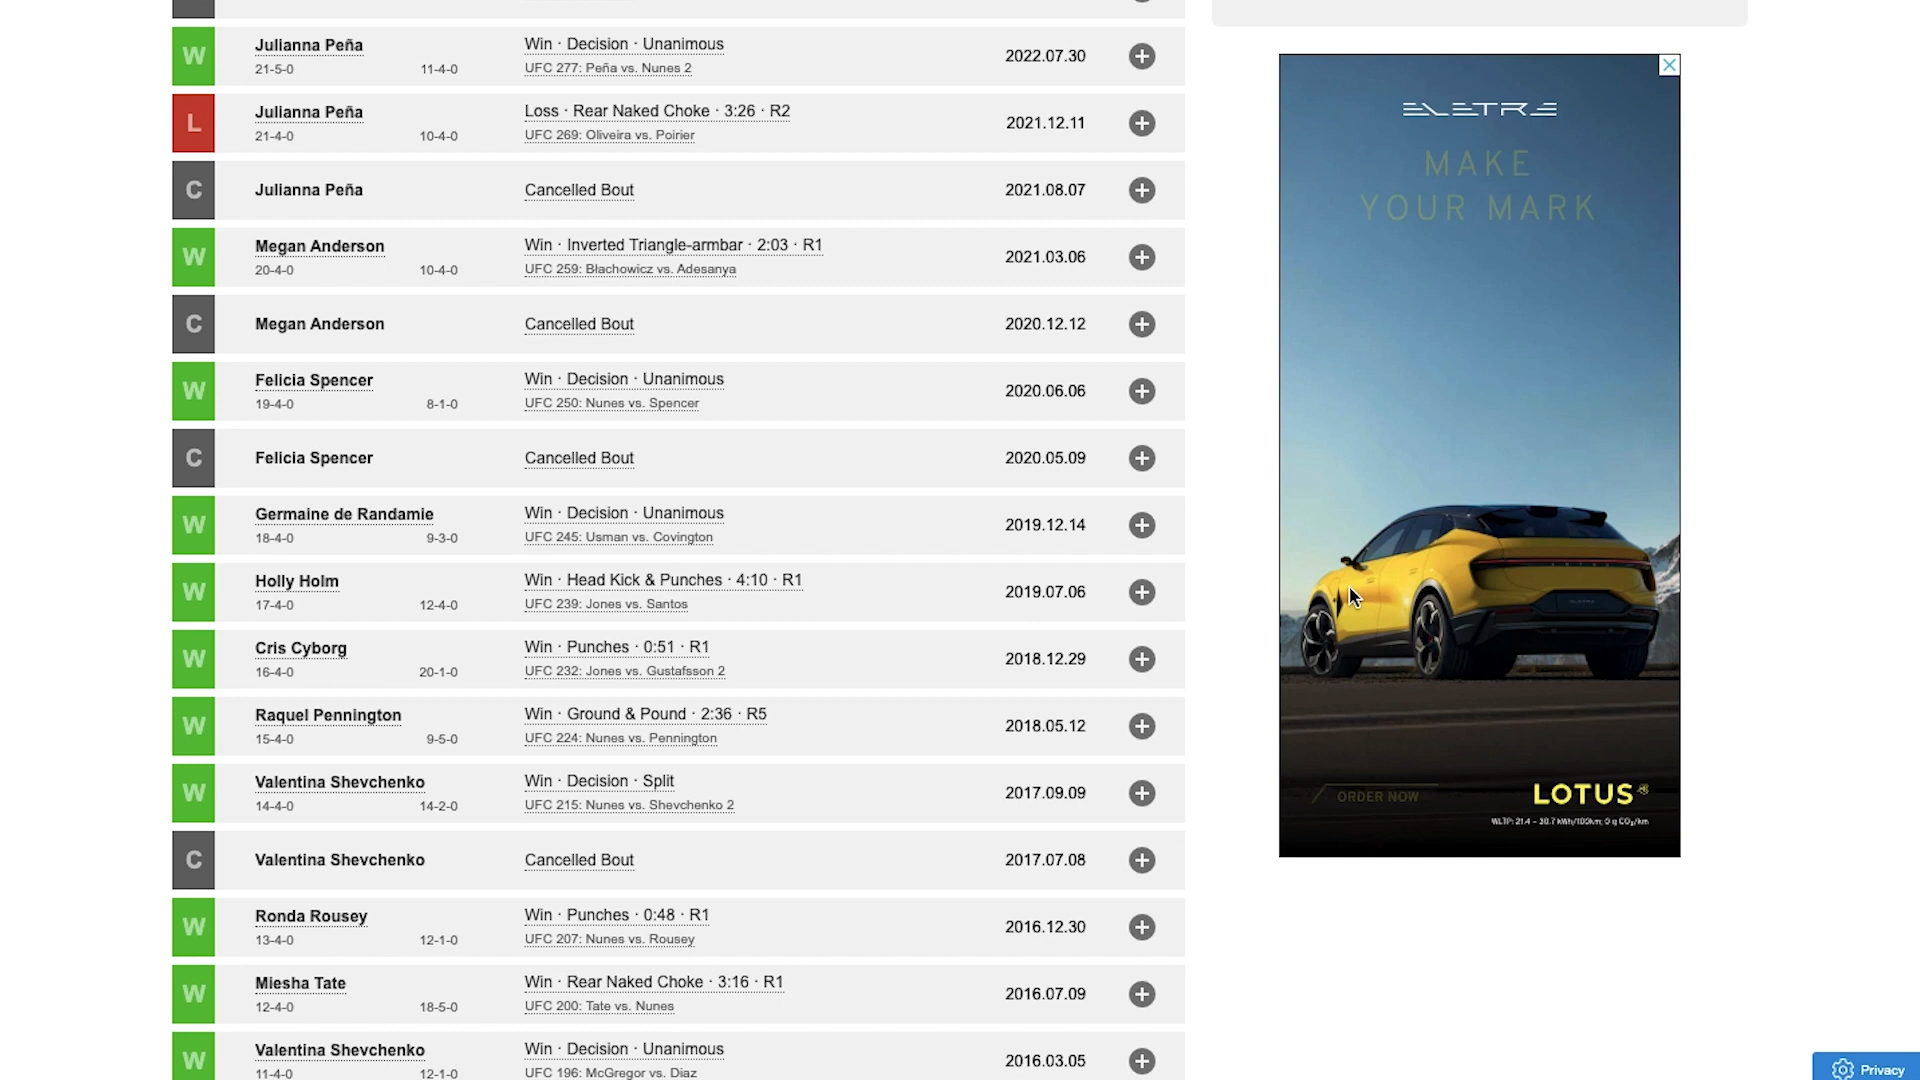 W
Julianna Peña
Win · Decision · Unanimous
21-5-0
11-4-0
UFC 277: Peña vs. Nunes 2
2022.07.30
L
Julianna Peña
Loss · Rear Naked Choke · 3:26 · R2
21-4-0
10-4-0
UFC 269: Oliveira vs. Poirier
2021.12.11
C
Julianna Peña
Cancelled Bout
2021.08.07
W
Megan Anderson
Win · Inverted Triangle-armbar · 2:03 · R1
20-4-0
10-4-0
UFC 259: Błachowicz vs. Adesanya
2021.03.06
C
Megan Anderson
Cancelled Bout
2020.12.12
W
Felicia Spencer
Win · Decision · Unanimous
19-4-0
8-1-0
UFC 250: Nunes vs. Spencer
2020.06.06
C
Felicia Spencer
Cancelled Bout
2020.05.09
W
Germaine de Randamie
Win · Decision · Unanimous
18-4-0
9-3-0
UFC 245: Usman vs. Covington
2019.12.14
W
Holly Holm
Win · Head Kick & Punches · 4:10 · R1
17-4-0
12-4-0
UFC 239: Jones vs. Santos
2019.07.06
W
Cris Cyborg
Win · Punches · 0:51 · R1
16-4-0
20-1-0
UFC 232: Jones vs. Gustafsson 2
2018.12.29
W
Raquel Pennington
Win · Ground & Pound · 2:36 · R5
15-4-0
9-5-0
UFC 224: Nunes vs. Pennington
2018.05.12
W
Valentina Shevchenko
Win · Decision · Split
14-4-0
14-2-0
UFC 215: Nunes vs. Shevchenko 2
2017.09.09
C
Valentina Shevchenko
Cancelled Bout
2017.07.08
W
Ronda Rousey
Win · Punches · 0:48 · R1
13-4-0
12-1-0
UFC 207: Nunes vs. Rousey
2016.12.30
W
Miesha Tate
Win · Rear Naked Choke · 3:16 · R1
12-4-0
18-5-0
UFC 200: Tate vs. Nunes
2016.07.09
W
Valentina Shevchenko
Win · Decision · Unanimous
11-4-0
12-1-0
UFC 196: McGregor vs. Diaz
2016.03.05
ELETRE
MAKE
YOUR MARK
ORDER NOW
LOTUS
WLTP: 21.4 – 30.7 kWh/100km; 0 g CO₂/km
Privacy